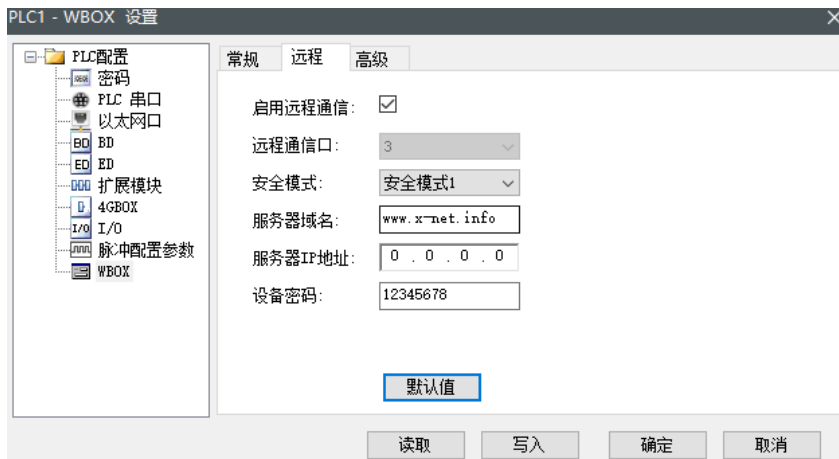 PLC1 - WBOX 设置
PLC配置
密码
PLC 串口
以太网口
BD
ED
扩展模块
4GBOX
I/O
脉冲配置参数
WBOX
常规 远程 高级
启用远程通信:
远程通信口: 3
安全模式: 安全模式1
服务器域名: www.x-net.info
服务器IP地址: 0 . 0 . 0 . 0
设备密码: 12345678
默认值
读取 写入 确定 取消